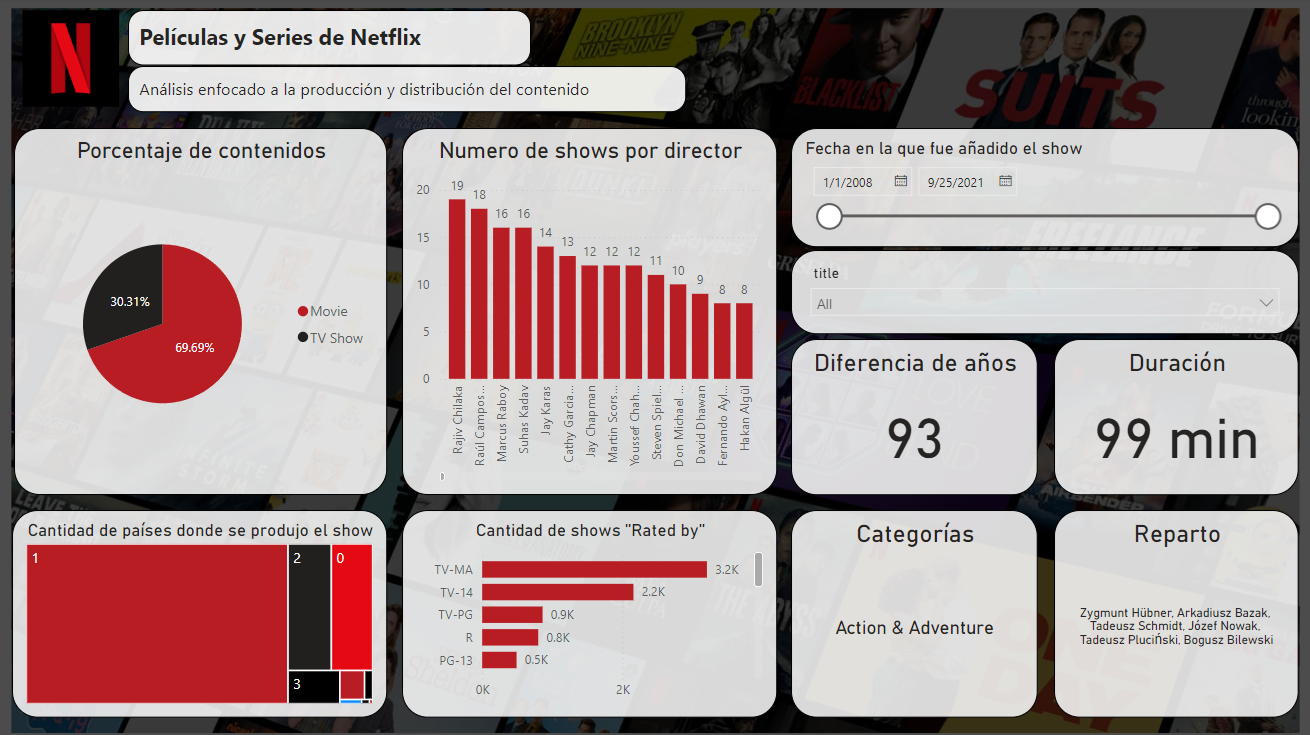 N
Películas y Series de Netflix
Análisis enfocado a la producción y distribución del contenido
BROOKLYN
NINE-NINE
BLACKLIST
SUITS
through
lookin
Porcentaje de contenidos
30.31%
69.69%
Movie
TV Show
Numero de shows por director
20
15
10
5
0
19
18
16
16
14
13
12
12
12
11
10
9
8
8
Rajiv Chilaka
Raúl Campos...
Marcus Raboy
Suhas Kadav
Jay Karas
Cathy Garcia...
Jay Chapman
Martin Scors...
Youssef Chah...
Steven Spiel...
Don Michael ...
David Dhawan
Fernando Ayl...
Hakan Algül
Fecha en la que fue añadido el show
1/1/2008
9/25/2021
title
All
Diferencia de años
93
Duración
99 min
Cantidad de países donde se produjo el show
1
2
0
3
Cantidad de shows "Rated by"
TV-MA
3.2K
TV-14
2.2K
TV-PG
0.9K
R
0.8K
PG-13
0.5K
0K
2K
Categorías
Action & Adventure
Reparto
Zygmunt Hübner, Arkadiusz Bazak,
Tadeusz Schmidt, Józef Nowak,
Tadeusz Pluciński, Bogusz Bilewski